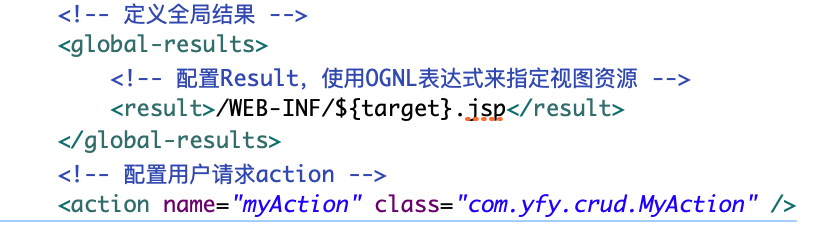 <!-- 定义全局结果 -->
<global-results>
<!-- 配置Result，使用OGNL表达式来指定视图资源 -->
<result>/WEB-INF/${target}.jsp</result>
</global-results>
<!-- 配置用户请求action -->
<action name="myAction" class="com.yfy.crud.MyAction" />